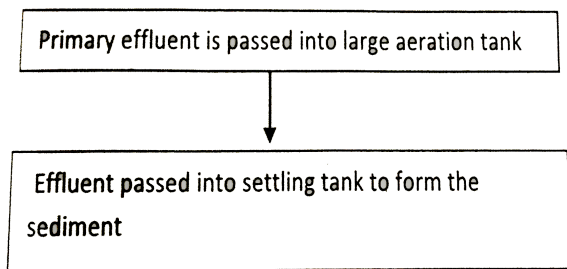 Primary effluent is passed into large aeration tank
Effluent passed into settling tank to form the
sediment